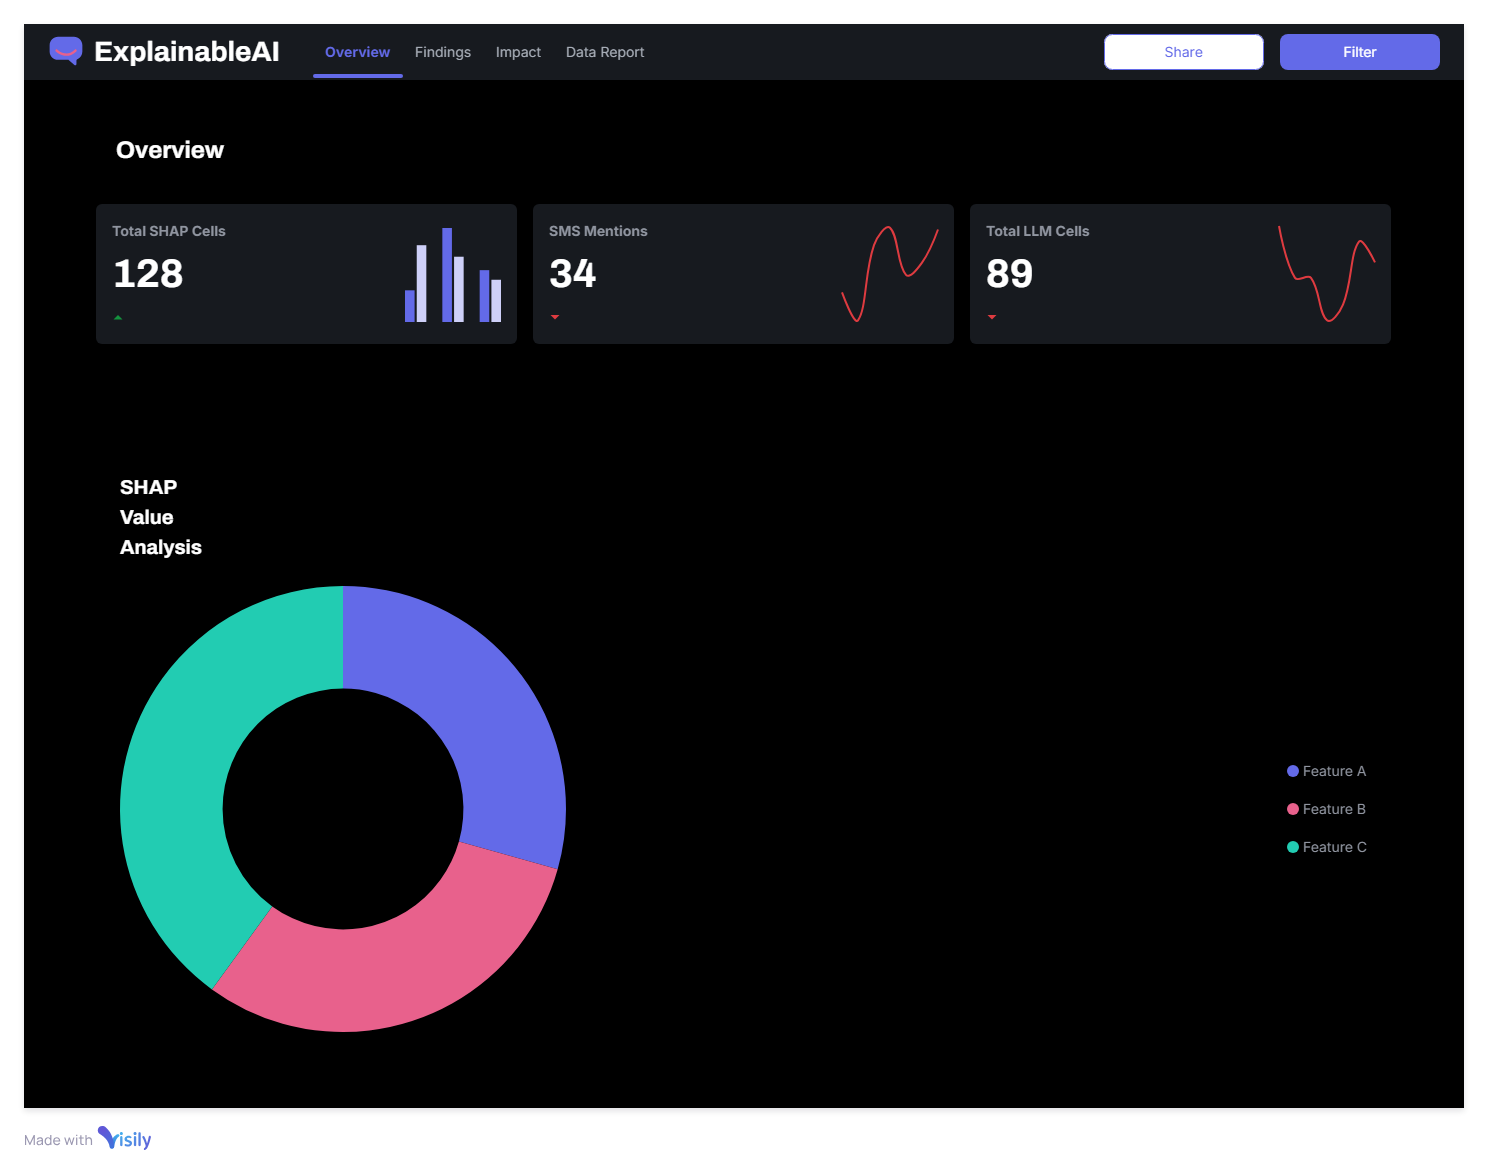 ExplainableAI
Overview
Findings
Impact
Data Report
Share
Filter
Overview
Total SHAP Cells
128
SMS Mentions
34
Total LLM Cells
89
SHAP
Value
Analysis
Feature A
Feature B
Feature C
Made with Visily